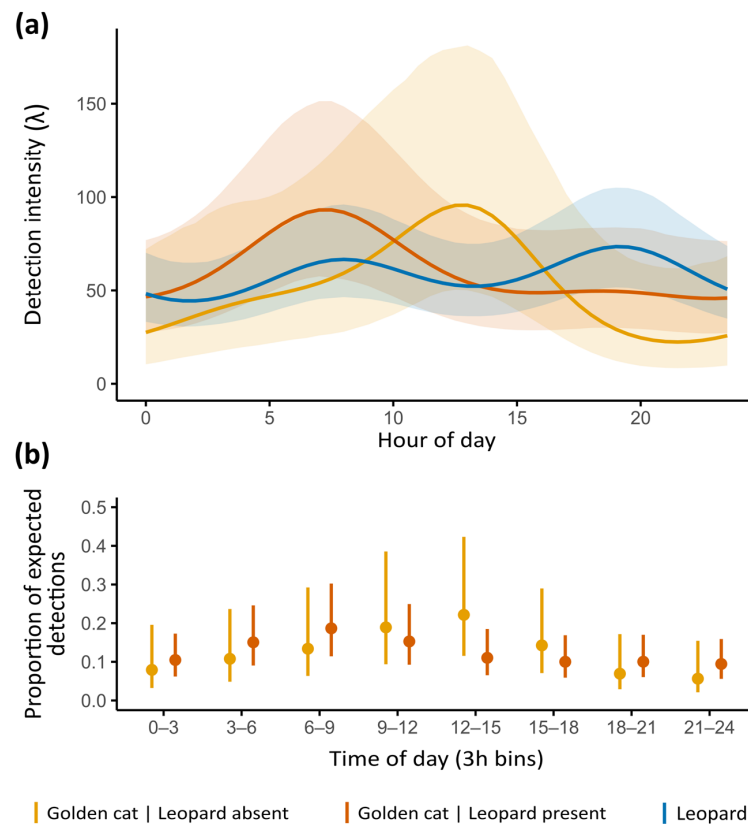 (a)
Detection intensity (λ)
150
100
50
0
0 5 10 15 20
Hour of day
(b)
Proportion of expected
detections
0.5
0.4
0.3
0.2
0.1
0.0
0–3 3–6 6–9 9–12 12–15 15–18 18–21 21–24
Time of day (3h bins)
Golden cat | Leopard absent Golden cat | Leopard present Leopard